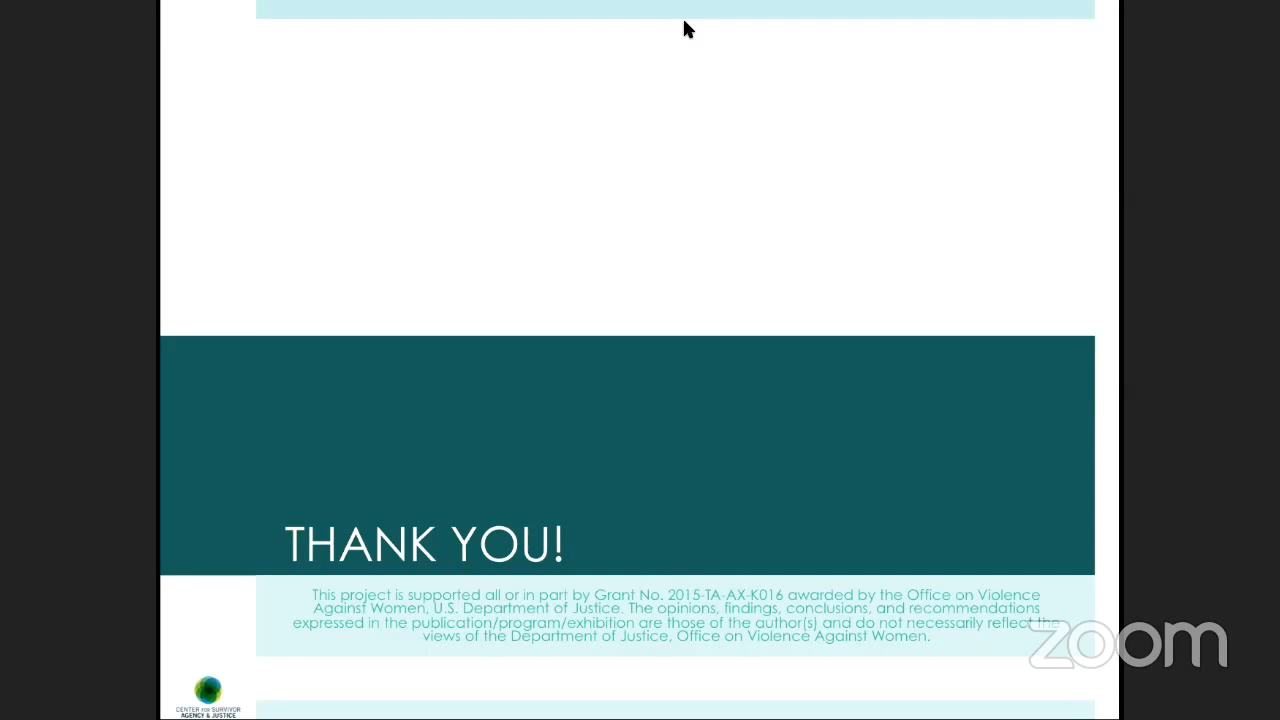 THANK YOU!
This project is supported all or in part by Grant No. 2015-TA-AX-K016 awarded by the Office on Violence
Against Women, U.S. Department of Justice. The opinions, findings, conclusions, and recommendations
expressed in the publication/program/exhibition are those of the author(s) and do not necessarily reflect the
views of the Department of Justice, Office on Violence Against Women.
zoom
CENTER FOR SURVIVOR
AGENCY & JUSTICE